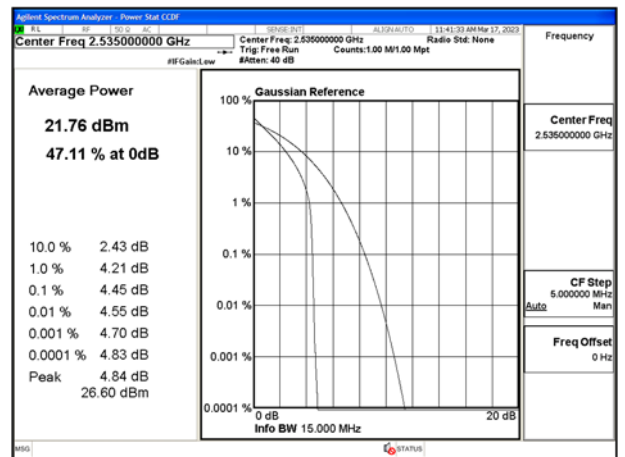 Agilent Spectrum Analyzer - Power Stat CCDF
RL RF 50 Ω AC SENSE:INT ALIGN AUTO 11:41:33 AM Mar 17, 2023
Center Freq 2.535000000 GHz
Center Freq: 2.535000000 GHz Radio Std: None
Trig: Free Run Counts:1.00 M/1.00 Mpt
#IFGain:Low #Atten: 40 dB
Frequency
Average Power
21.76 dBm
47.11 % at 0dB
10.0 % 2.43 dB
1.0 % 4.21 dB
0.1 % 4.45 dB
0.01 % 4.55 dB
0.001 % 4.70 dB
0.0001 % 4.83 dB
Peak 4.84 dB
26.60 dBm
Gaussian Reference
100 %
10 %
1 %
0.1 %
0.01 %
0.001 %
0.0001 %
0 dB 20 dB
Info BW 15.000 MHz
Center Freq
2.535000000 GHz
CF Step
5.000000 MHz
Auto Man
Freq Offset
0 Hz
MSG STATUS